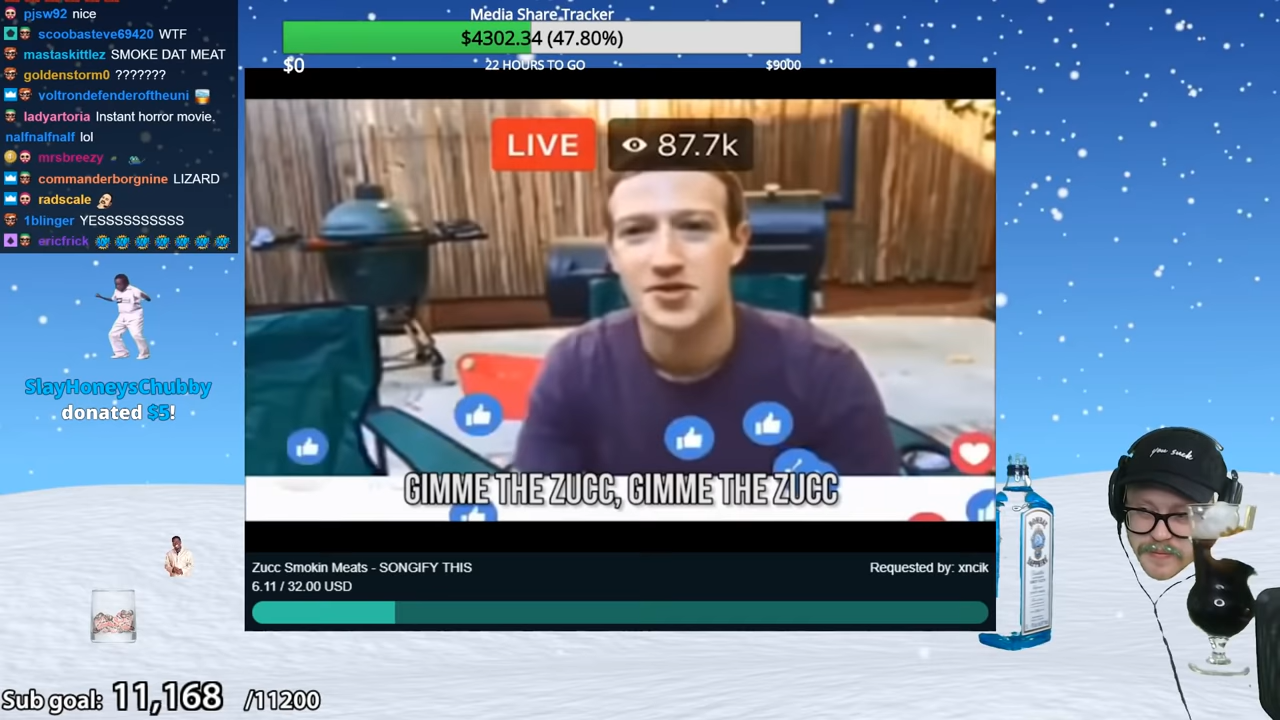 pjsw92 nice
scoobasteve69420 WTF
mastaskittlez SMOKE DAT MEAT
goldenstorm0 ???????
voltrondefenderoftheuni
ladyartoria Instant horror movie.
nalfnalfnalf lol
mrsbreezy
commanderborgnine LIZARD
radscale
1blinger YESSSSSSSSSS
ericfrick
Media Share Tracker
$4302.34 (47.80%)
$0 22 HOURS TO GO $9000
LIVE 87.7k
GIMME THE ZUCC, GIMME THE ZUCC
SlayHoneysChubby
donated $5!
Zucc Smokin Meats - SONGIFY THIS Requested by: xncik
6.11 / 32.00 USD
you suck
BOMBAY
Sub goal: 11,168 /11200